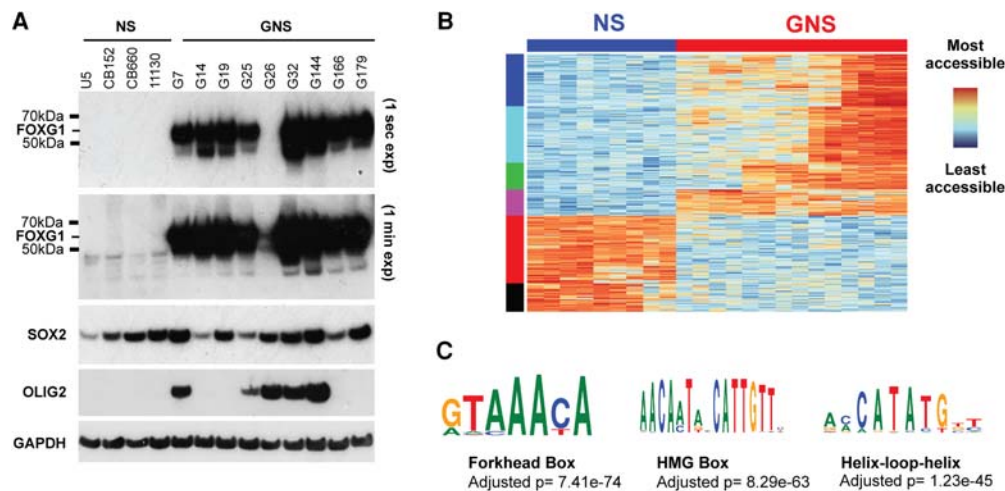 A
NS
GNS
U5
CB152
CB660
11130
G7
G14
G19
G25
G26
G32
G144
G166
G179
70kDa
FOXG1
50kDa
(1 sec exp)
70kDa
FOXG1
50kDa
(1 min exp)
SOX2
OLIG2
GAPDH
B
NS
GNS
Most
accessible
Least
accessible
C
GTAAACA
Forkhead Box
Adjusted p= 7.41e-74
HMG Box
Adjusted p= 8.29e-63
Helix-loop-helix
Adjusted p= 1.23e-45